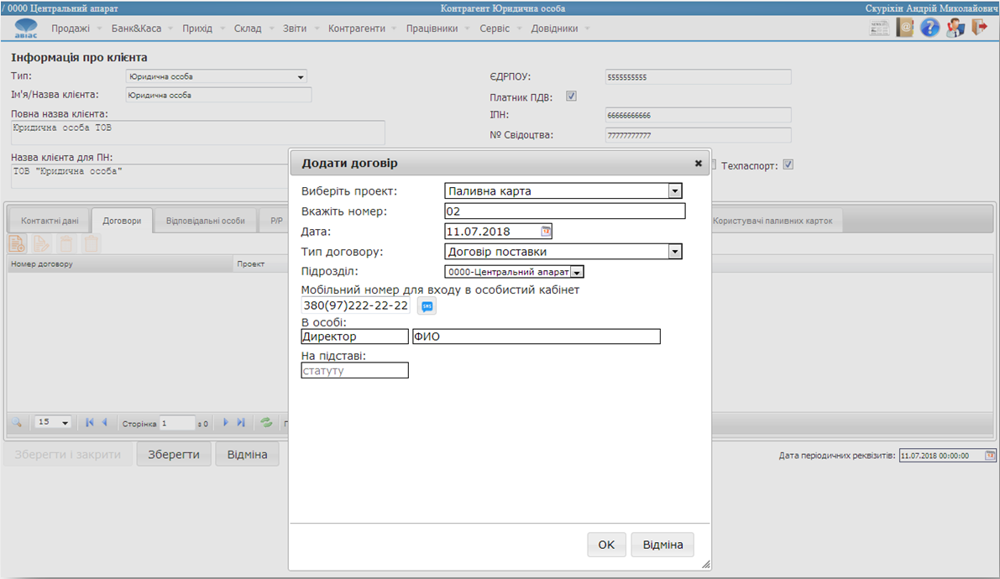 / 0000 Центральний апарат Контрагент Юридична особа Скуріхін Андрій Миколайович
авіас Продажі Банк&Каса Прихід Склад Звіти Контрагенти Працівники Сервіс Довідники
Інформація про клієнта
Тип: Юридична особа ЄДРПОУ: 5555555555
Ім'я/Назва клієнта: Юридична особа Платник ПДВ:
Повна назва клієнта: ІПН: 66666666666
Юридична особа ТОВ № Свідоцтва: 77777777777
Назва клієнта для ПН: Техпаспорт:
ТОВ "Юридична особа"
Контактні дані Договори Відповідальні особи Р/Р Користувачі паливних карток
Номер договору Проект
15 Сторінка 1 з 0
Зберегти і закрити Зберегти Відміна Дата періодичних реквізитів: 11.07.2018 00:00:00
Додати договір
Виберіть проект: Паливна карта
Вкажіть номер: 02
Дата: 11.07.2018
Тип договору: Договір поставки
Підрозділ: 0000-Центральний апарат
Мобільний номер для входу в особистий кабінет
380(97)222-22-22 SMS
В особі:
Директор ФИО
На підставі:
статуту
OK Відміна